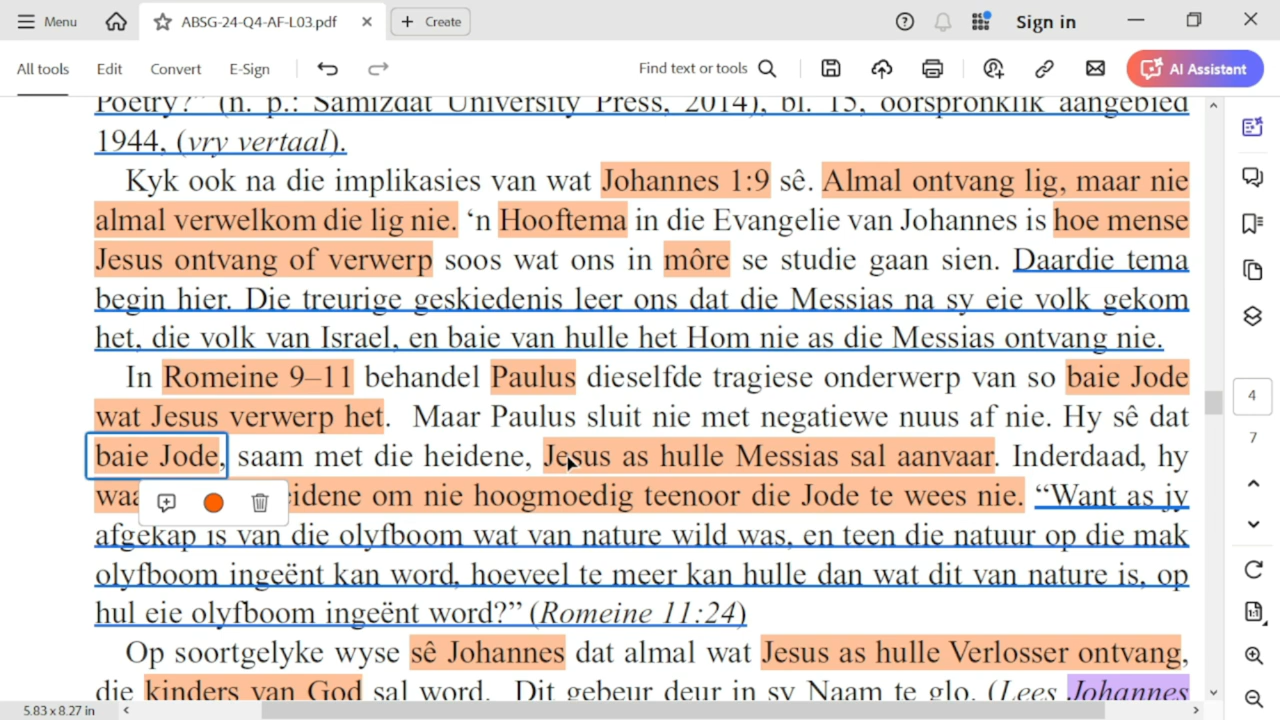 Menu
ABSG-24-Q4-AF-L03.pdf
Create
Sign in
All tools
Edit
Convert
E-Sign
Find text or tools
AI Assistant
Poetry?” (n. p.: Samizdat University Press, 2014), bl. 15, oorspronklik aangebied
1944, (vry vertaal).
Kyk ook na die implikasies van wat Johannes 1:9 sê. Almal ontvang lig, maar nie
almal verwelkom die lig nie. ‘n Hooftema in die Evangelie van Johannes is hoe mense
Jesus ontvang of verwerp soos wat ons in môre se studie gaan sien. Daardie tema
begin hier. Die treurige geskiedenis leer ons dat die Messias na sy eie volk gekom
het, die volk van Israel, en baie van hulle het Hom nie as die Messias ontvang nie.
In Romeine 9–11 behandel Paulus dieselfde tragiese onderwerp van so baie Jode
wat Jesus verwerp het. Maar Paulus sluit nie met negatiewe nuus af nie. Hy sê dat
baie Jode, saam met die heidene, Jesus as hulle Messias sal aanvaar. Inderdaad, hy
om nie hoogmoedig teenoor die Jode te wees nie. “Want as jy
afgekap is van die olyfboom wat van nature wild was, en teen die natuur op die mak
olyfboom ingeënt kan word, hoeveel te meer kan hulle dan wat dit van nature is, op
hul eie olyfboom ingeënt word?” (Romeine 11:24)
Op soortgelyke wyse sê Johannes dat almal wat Jesus as hulle Verlosser ontvang,
die kinders van God sal word. Dit gebeur deur in sy Naam te glo. (Lees Johannes
4
7
5.83 x 8.27 in